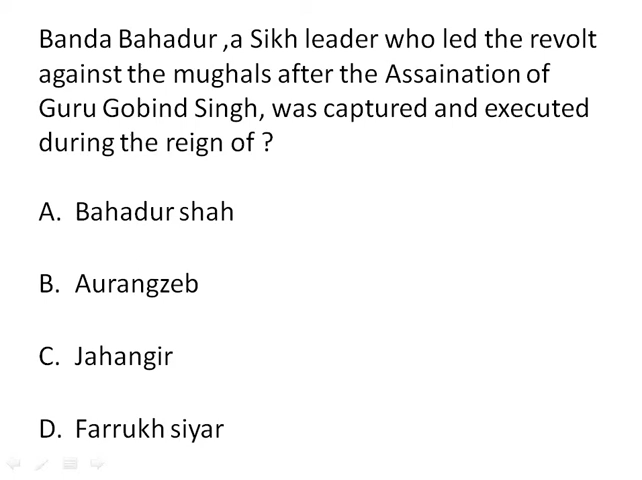 Banda Bahadur ,a Sikh leader who led the revolt
against the mughals after the Assaination of
Guru Gobind Singh, was captured and executed
during the reign of ?
A. Bahadur shah
B. Aurangzeb
C. Jahangir
D. Farrukh siyar